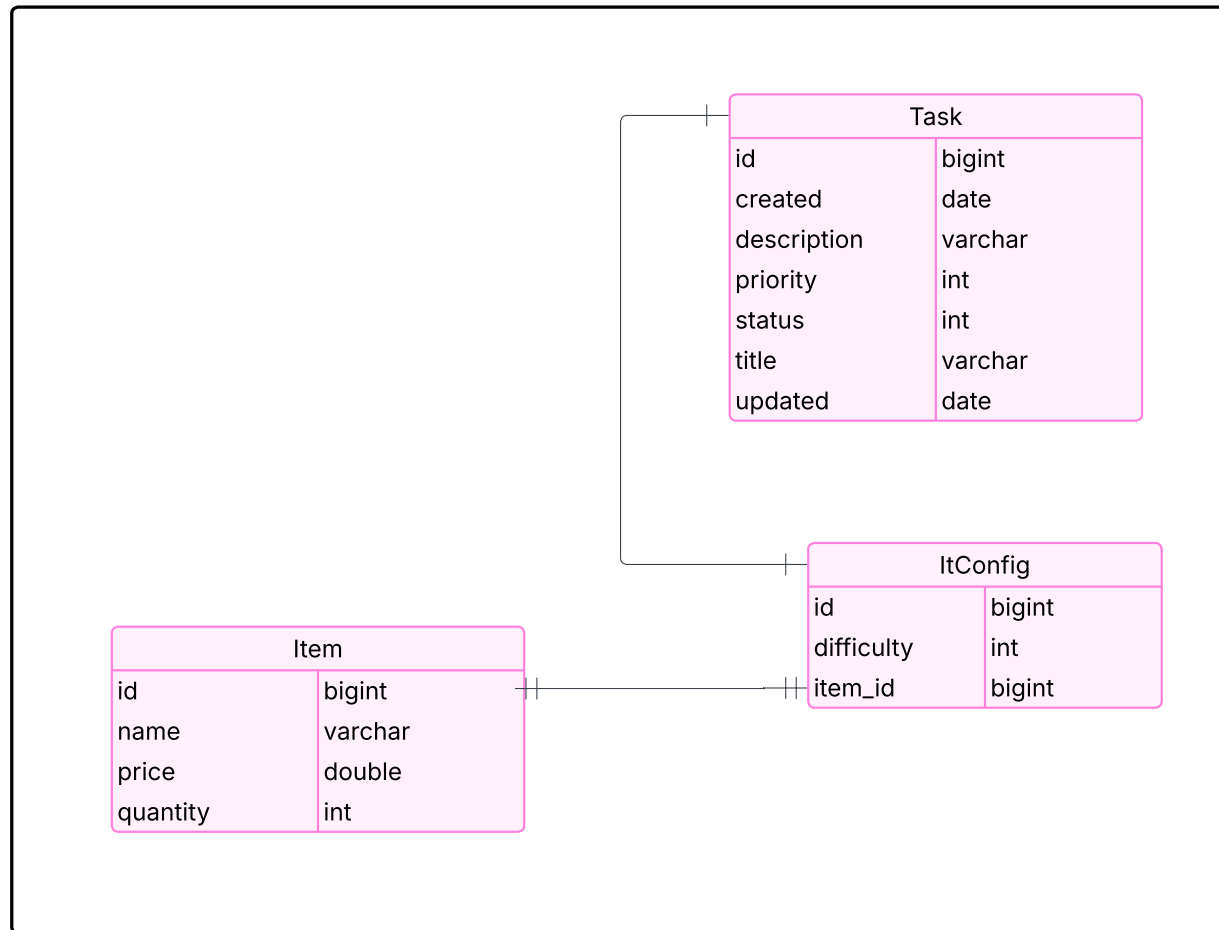 Task
id bigint
created date
description varchar
priority int
status int
title varchar
updated date
ItConfig
id bigint
difficulty int
item_id bigint
Item
id bigint
name varchar
price double
quantity int